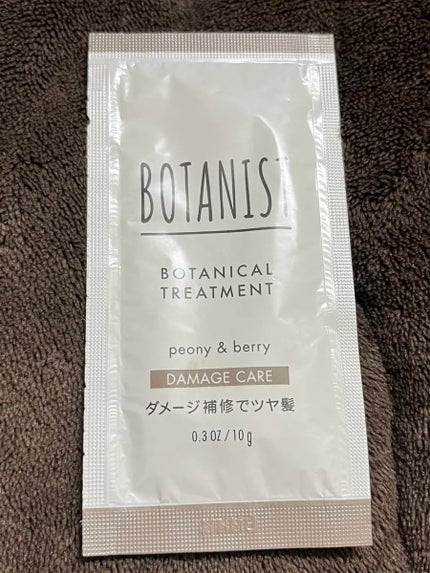 BOTANIST
BOTANICAL
TREATMENT
peony & berry
DAMAGE CARE
ダメージ補修でツヤ髪
0.3 OZ / 10g